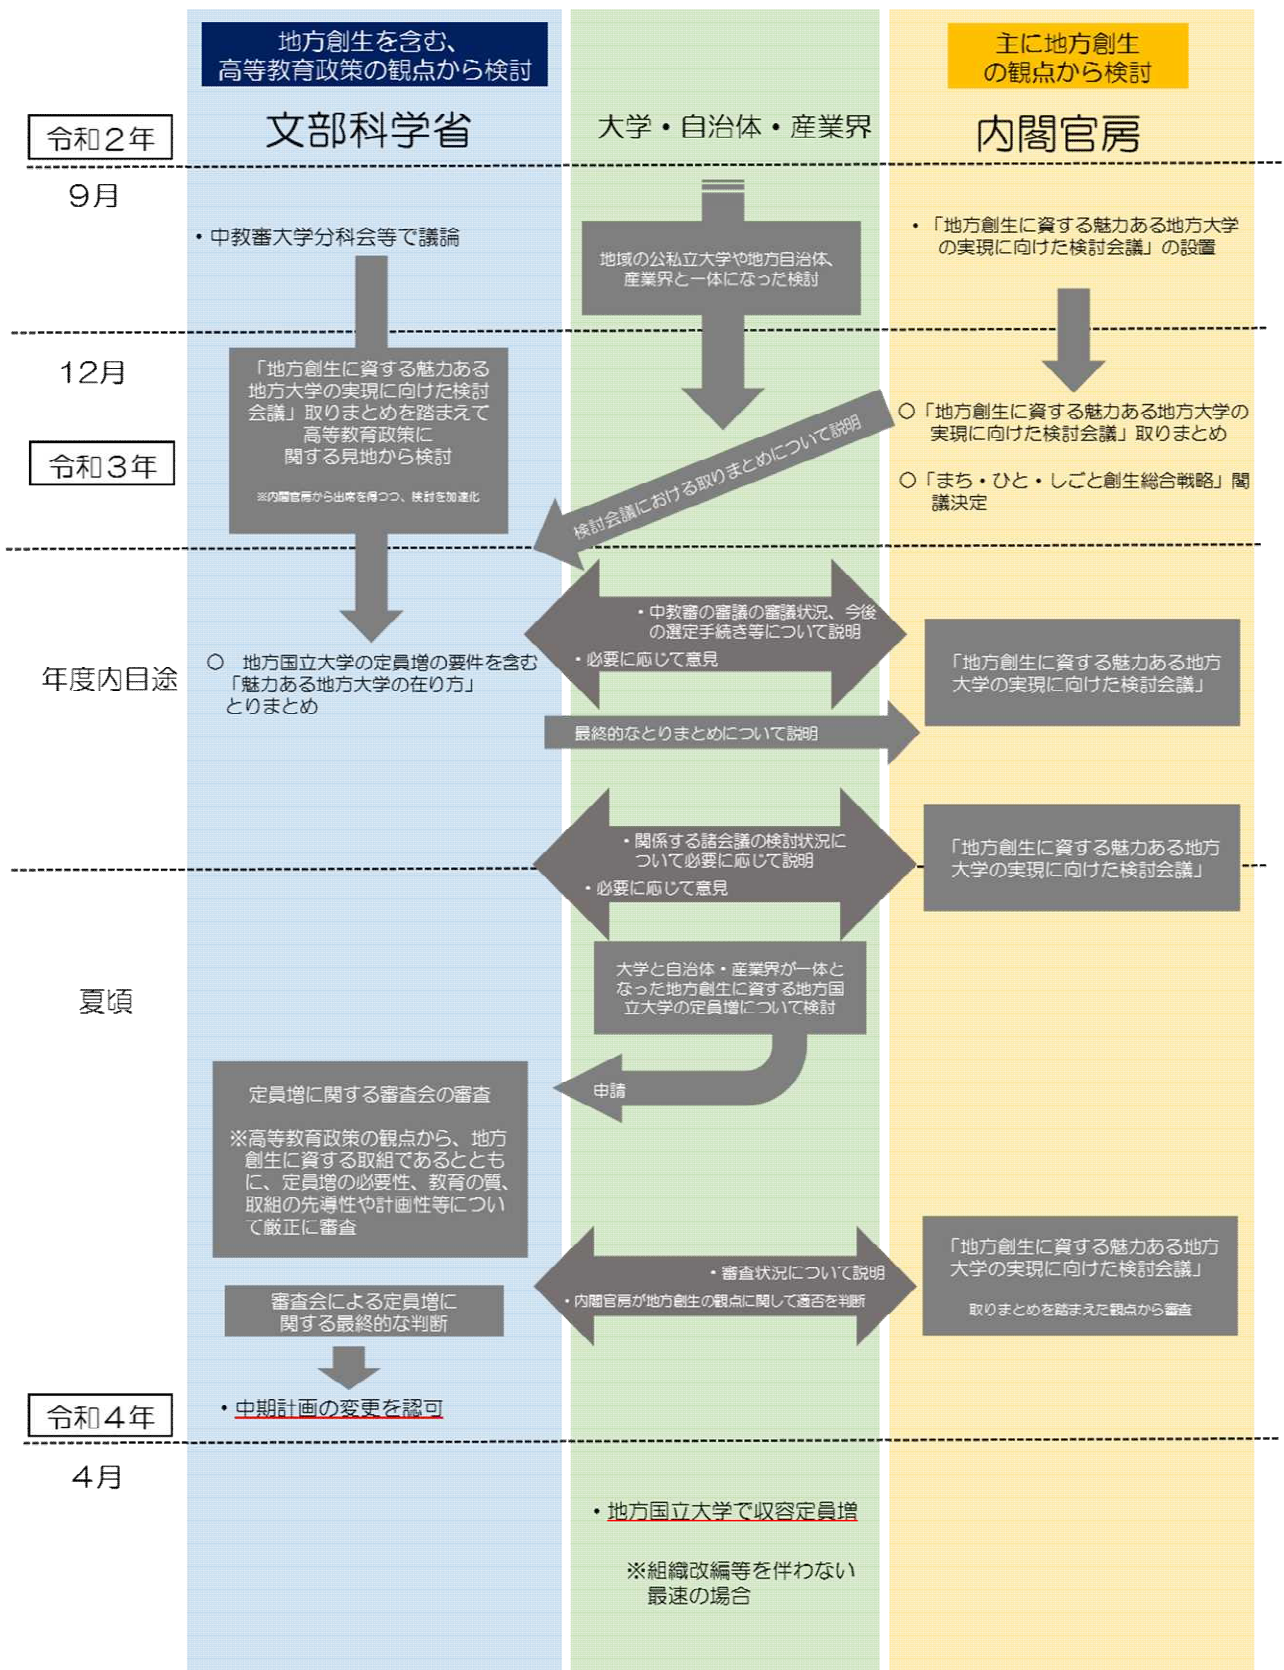 地方創生を含む、
高等教育政策の観点から検討
主に地方創生
の観点から検討
令和２年
文部科学省
大学・自治体・産業界
内閣官房
９月
・中教審大学分科会等で議論
地域の公私立大学や地方自治体、
産業界と一体になった検討
・「地方創生に資する魅力ある地方大学
の実現に向けた検討会議」の設置
１２月
「地方創生に資する魅力ある
地方大学の実現に向けた検討
会議」取りまとめを踏まえて
高等教育政策に
関する見地から検討
※内閣官房から出席を得つつ、検討を加速化
検討会議における取りまとめについて説明
○「地方創生に資する魅力ある地方大学の
実現に向けた検討会議」取りまとめ
○「まち・ひと・しごと創生総合戦略」閣
議決定
令和３年
年度内目途
○　地方国立大学の定員増の要件を含む
「魅力ある地方大学の在り方」
とりまとめ
・中教審の審議の審議状況、今後
の選定手続き等について説明
・必要に応じて意見
「地方創生に資する魅力ある地方
大学の実現に向けた検討会議」
最終的なとりまとめについて説明
・関係する諸会議の検討状況に
ついて必要に応じて説明
・必要に応じて意見
「地方創生に資する魅力ある地方
大学の実現に向けた検討会議」
夏頃
大学と自治体・産業界が一体と
なった地方創生に資する地方国
立大学の定員増について検討
申請
定員増に関する審査会の審査
※高等教育政策の観点から、地方
創生に資する取組であるととも
に、定員増の必要性、教育の質、
取組の先導性や計画性等につい
て厳正に審査
・審査状況について説明
・内閣官房が地方創生の観点に関して適否を判断
「地方創生に資する魅力ある地方
大学の実現に向けた検討会議」
取りまとめを踏まえた観点から審査
審査会による定員増に
関する最終的な判断
・中期計画の変更を認可
令和４年
４月
・地方国立大学で収容定員増
※組織改編等を伴わない
最速の場合